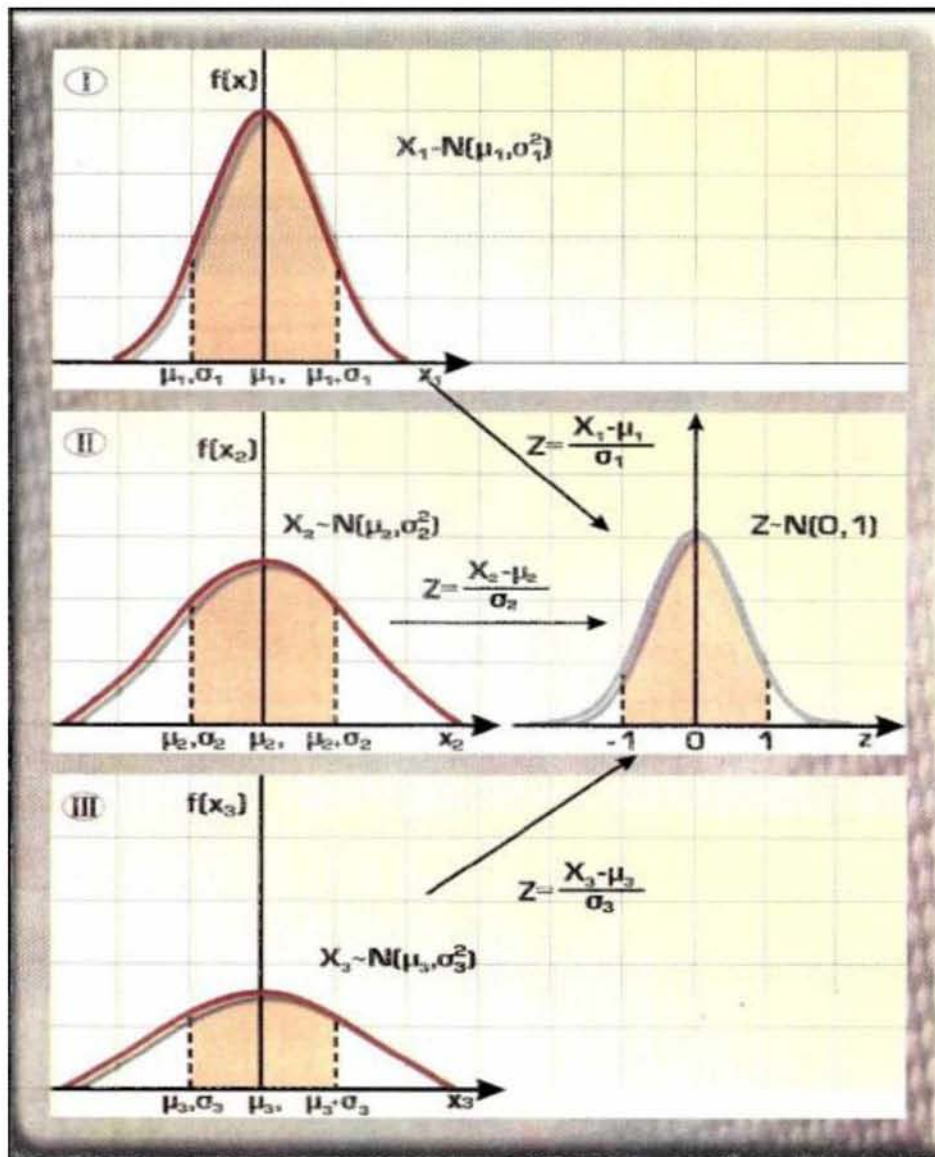 I
f(x)
X₁~N(μ₁,σ₁²)
μ₁,σ₁ μ₁, μ₁,σ₁ x₁
II
f(x₂)
Z=X₁-μ₁/σ₁
X₂~N(μ₂,σ₂²)
Z~N(0,1)
Z=X₂-μ₂/σ₂
μ₂,σ₂ μ₂, μ₂+σ₂ x₂
-1 0 1 z
III
f(x₃)
Z=X₃-μ₃/σ₃
X₃~N(μ₃,σ₃²)
μ₃,σ₃ μ₃, μ₃+σ₃ x₃